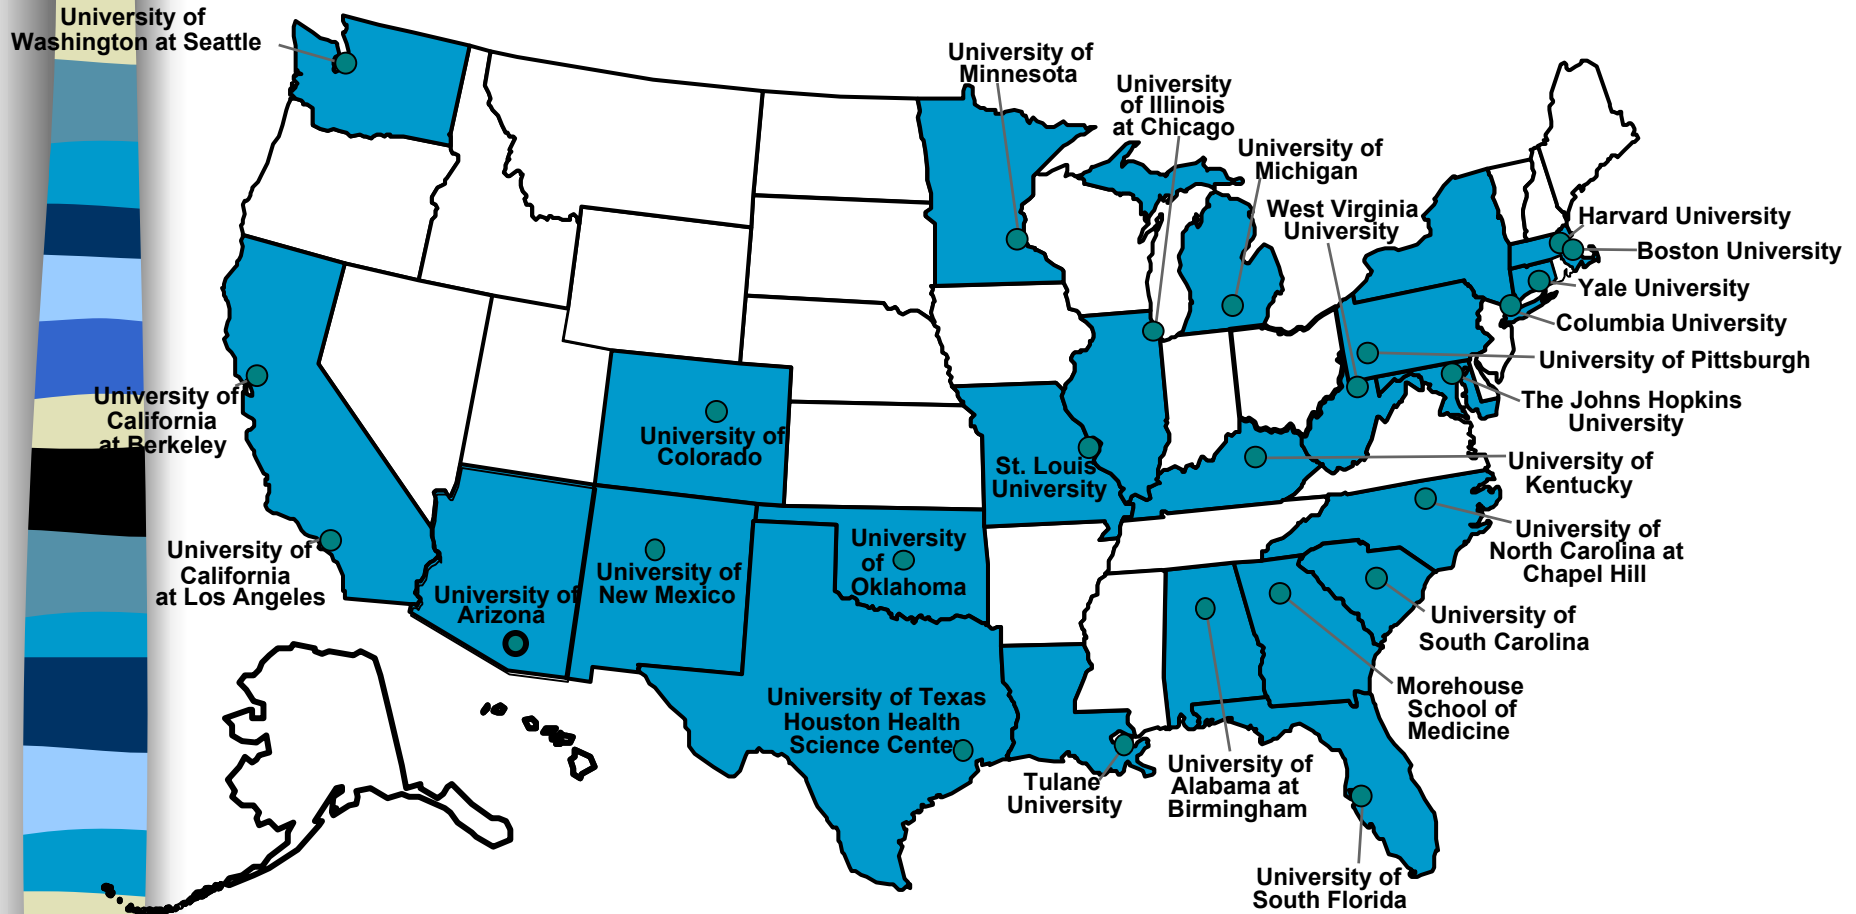 University of
Washington at Seattle
University of
Minnesota
University
of Illinois
at Chicago
University of
Michigan
West Virginia
University
Harvard University
Boston University
Yale University
Columbia University
University of Pittsburgh
The Johns Hopkins
University
University of
Kentucky
University of
North Carolina at
Chapel Hill
University of
South Carolina
Morehouse
School of
Medicine
University of
California
at Berkeley
University of
Colorado
St. Louis
University
University of
California
at Los Angeles
University of
Arizona
University of
New Mexico
University
of
Oklahoma
University of Texas
Houston Health
Science Center
Tulane
University
University of
Alabama at
Birmingham
University of
South Florida